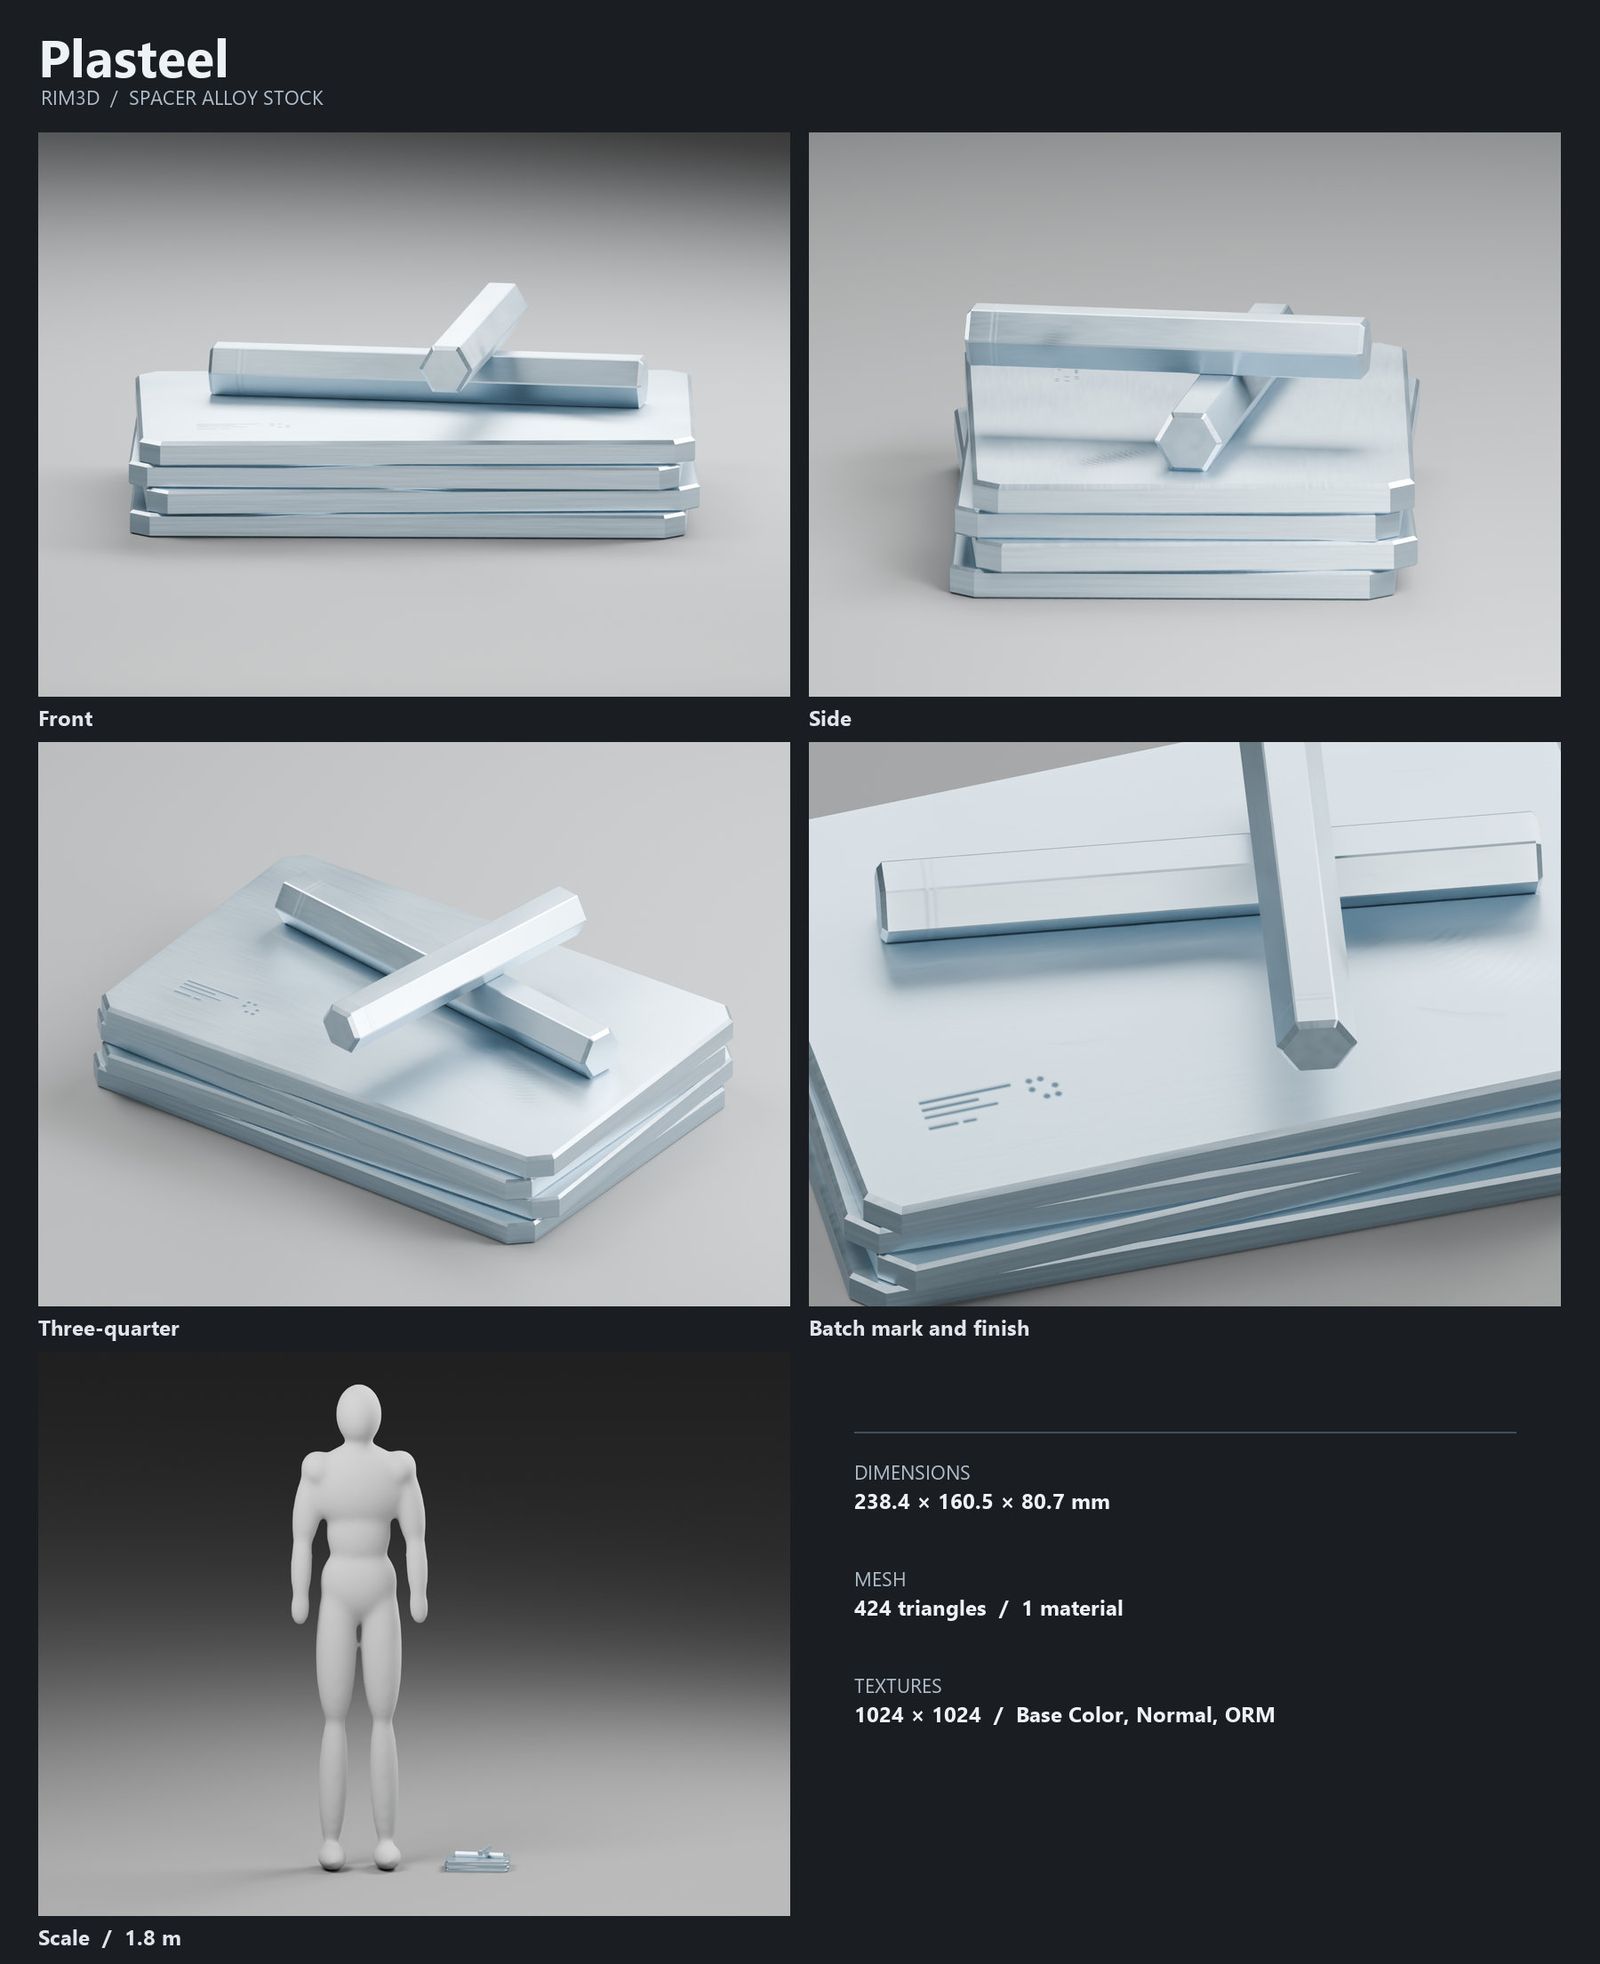 Plasteel
RIM3D / SPACER ALLOY STOCK
Front
Side
Three-quarter
Batch mark and finish
DIMENSIONS
238.4 × 160.5 × 80.7 mm
MESH
424 triangles / 1 material
TEXTURES
1024 × 1024 / Base Color, Normal, ORM
Scale / 1.8 m